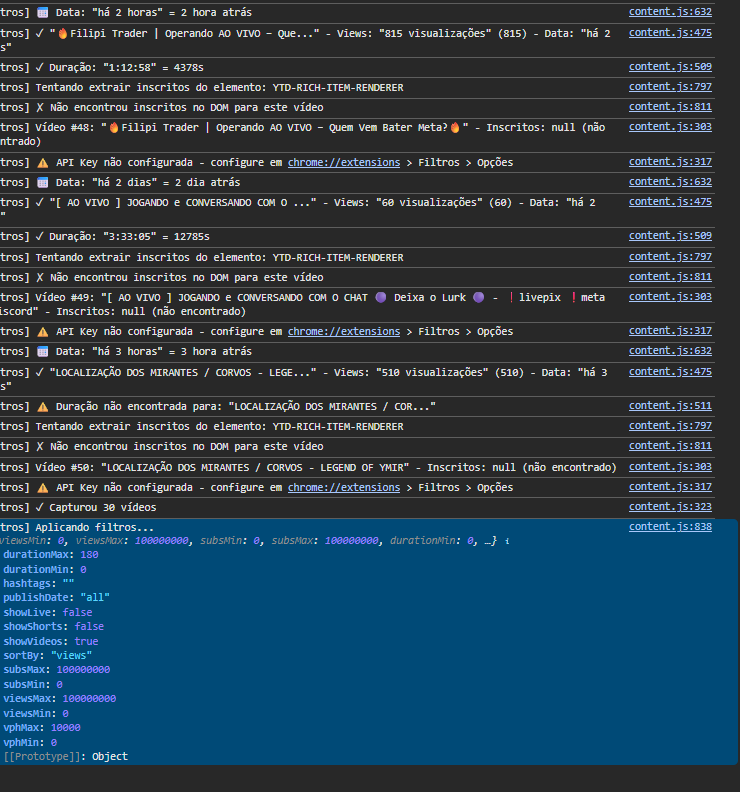 tros] 📅 Data: "há 2 horas" = 2 hora atrás content.js:632
tros] ✓ "🔥Filipi Trader | Operando AO VIVO – Que..." - Views: "815 visualizações" (815) - Data: "há 2 content.js:475
s"
tros] ✓ Duração: "1:12:58" = 4378s content.js:509
tros] Tentando extrair inscritos do elemento: YTD-RICH-ITEM-RENDERER content.js:797
tros] ✗ Não encontrou inscritos no DOM para este vídeo content.js:811
tros] Vídeo #48: "🔥Filipi Trader | Operando AO VIVO – Quem Vem Bater Meta?🔥" - Inscritos: null (não content.js:303
ntrado)
tros] ⚠️ API Key não configurada - configure em chrome://extensions > Filtros > Opções content.js:317
tros] 📅 Data: "há 2 dias" = 2 dia atrás content.js:632
tros] ✓ "[ AO VIVO ] JOGANDO e CONVERSANDO COM O ..." - Views: "60 visualizações" (60) - Data: "há 2 content.js:475
"
tros] ✓ Duração: "3:33:05" = 12785s content.js:509
tros] Tentando extrair inscritos do elemento: YTD-RICH-ITEM-RENDERER content.js:797
tros] ✗ Não encontrou inscritos no DOM para este vídeo content.js:811
tros] Vídeo #49: "[ AO VIVO ] JOGANDO e CONVERSANDO COM O CHAT 🟣 Deixa o Lurk 🟣 - ❕livepix ❗meta content.js:303
iscord" - Inscritos: null (não encontrado)
tros] ⚠️ API Key não configurada - configure em chrome://extensions > Filtros > Opções content.js:317
tros] 📅 Data: "há 3 horas" = 3 hora atrás content.js:632
tros] ✓ "LOCALIZAÇÃO DOS MIRANTES / CORVOS - LEGE..." - Views: "510 visualizações" (510) - Data: "há 3 content.js:475
s"
tros] ⚠️ Duração não encontrada para: "LOCALIZAÇÃO DOS MIRANTES / COR..." content.js:511
tros] Tentando extrair inscritos do elemento: YTD-RICH-ITEM-RENDERER content.js:797
tros] ✗ Não encontrou inscritos no DOM para este vídeo content.js:811
tros] Vídeo #50: "LOCALIZAÇÃO DOS MIRANTES / CORVOS - LEGEND OF YMIR" - Inscritos: null (não encontrado) content.js:303
tros] ⚠️ API Key não configurada - configure em chrome://extensions > Filtros > Opções content.js:317
tros] ✓ Capturou 30 vídeos content.js:323
tros] Aplicando filtros... content.js:838
viewsMin: 0, viewsMax: 100000000, subsMin: 0, subsMax: 100000000, durationMin: 0, …} i
durationMax: 180
durationMin: 0
hashtags: ""
publishDate: "all"
showLive: false
showShorts: false
showVideos: true
sortBy: "views"
subsMax: 100000000
subsMin: 0
viewsMax: 100000000
viewsMin: 0
vphMax: 10000
vphMin: 0
[[Prototype]]: Object